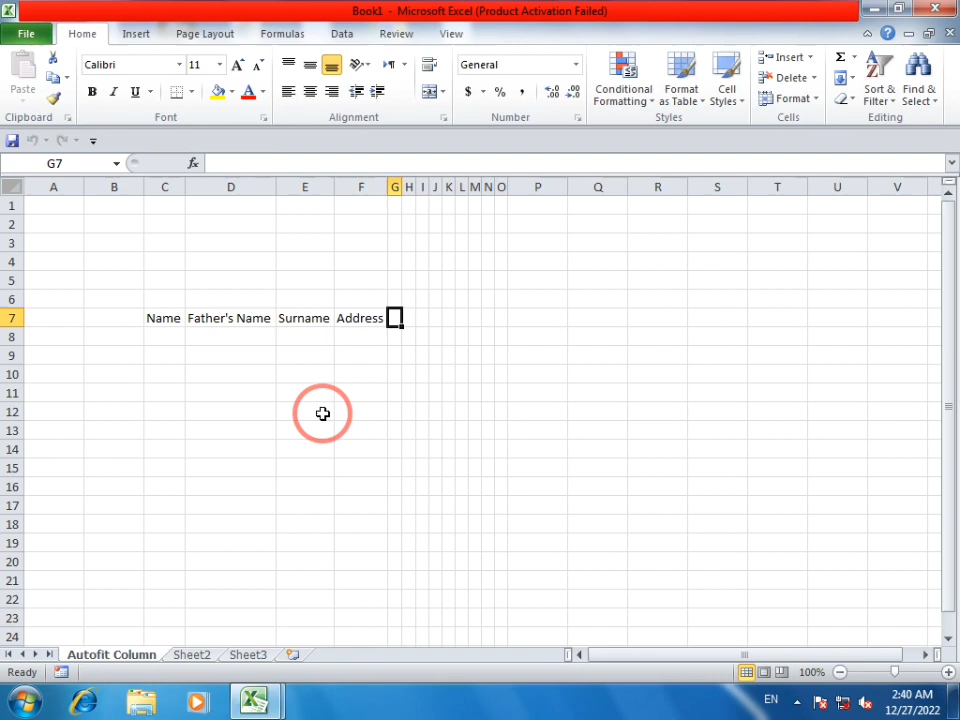 Book1 - Microsoft Excel (Product Activation Failed)
File Home Insert Page Layout Formulas Data Review View
Paste
Calibri 11
B I U A
General
$ % ,
Conditional Formatting
Format as Table
Cell Styles
Insert
Delete
Format
Sort & Filter
Find & Select
Clipboard Font Alignment Number Styles Cells Editing
G7 fx
A B C D E F G H I J K L M N O P Q R S T U V
1
2
3
4
5
6
7 Name Father's Name Surname Address
8
9
10
11
12
13
14
15
16
17
18
19
20
21
22
23
24
Autofit Column Sheet2 Sheet3
Ready 100%
EN 2:40 AM
12/27/2022